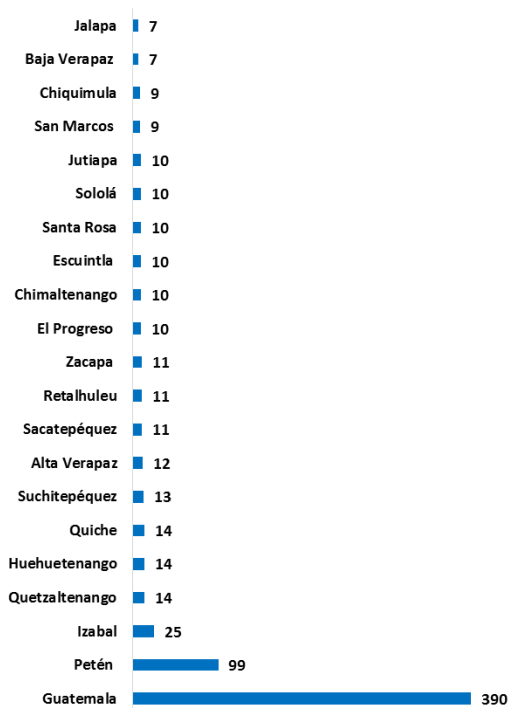 Jalapa 7
Baja Verapaz 7
Chiquimula 9
San Marcos 9
Jutiapa 10
Sololá 10
Santa Rosa 10
Escuintla 10
Chimaltenango 10
El Progreso 10
Zacapa 11
Retalhuleu 11
Sacatepéquez 11
Alta Verapaz 12
Suchitepéquez 13
Quiche 14
Huehuetenango 14
Quetzaltenango 14
Izabal 25
Petén 99
Guatemala 390